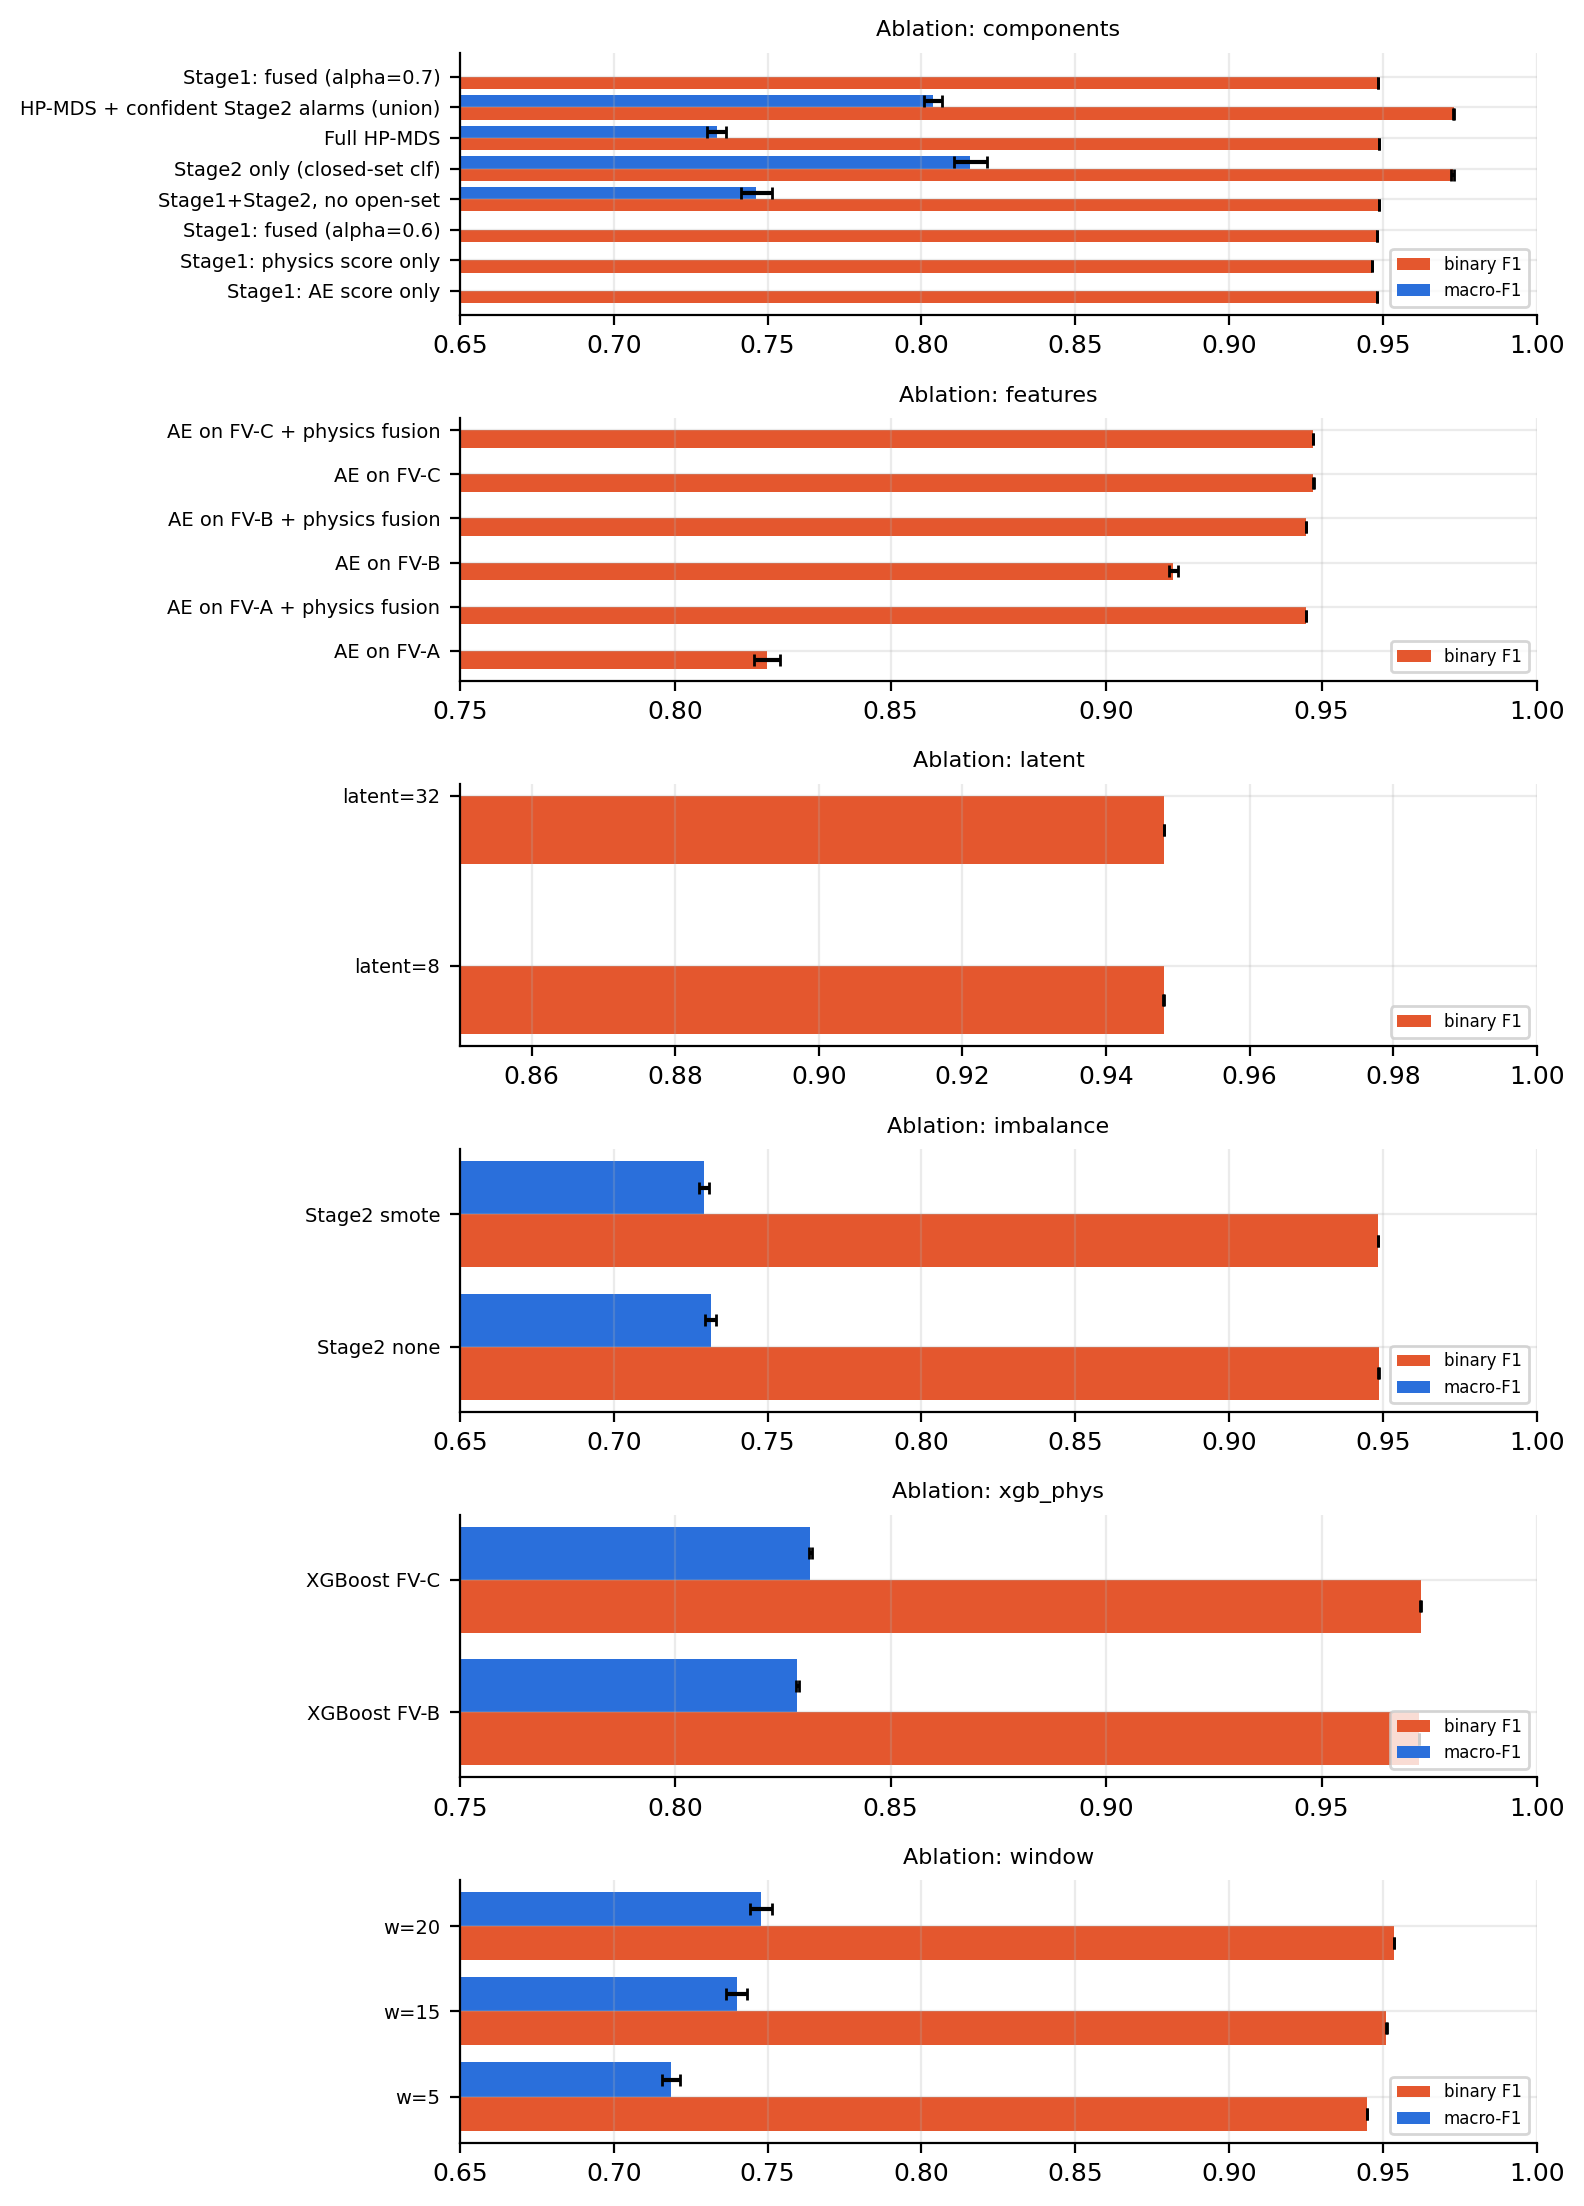 Ablation: components
Stage1: fused (alpha=0.7)
HP-MDS + confident Stage2 alarms (union)
Full HP-MDS
Stage2 only (closed-set clf)
Stage1+Stage2, no open-set
Stage1: fused (alpha=0.6)
Stage1: physics score only
Stage1: AE score only
binary F1
macro-F1
0.65 0.70 0.75 0.80 0.85 0.90 0.95 1.00
Ablation: features
AE on FV-C + physics fusion
AE on FV-C
AE on FV-B + physics fusion
AE on FV-B
AE on FV-A + physics fusion
AE on FV-A
binary F1
0.75 0.80 0.85 0.90 0.95 1.00
Ablation: latent
latent=32
latent=8
binary F1
0.86 0.88 0.90 0.92 0.94 0.96 0.98 1.00
Ablation: imbalance
Stage2 smote
Stage2 none
binary F1
macro-F1
0.65 0.70 0.75 0.80 0.85 0.90 0.95 1.00
Ablation: xgb_phys
XGBoost FV-C
XGBoost FV-B
binary F1
macro-F1
0.75 0.80 0.85 0.90 0.95 1.00
Ablation: window
w=20
w=15
w=5
binary F1
macro-F1
0.65 0.70 0.75 0.80 0.85 0.90 0.95 1.00